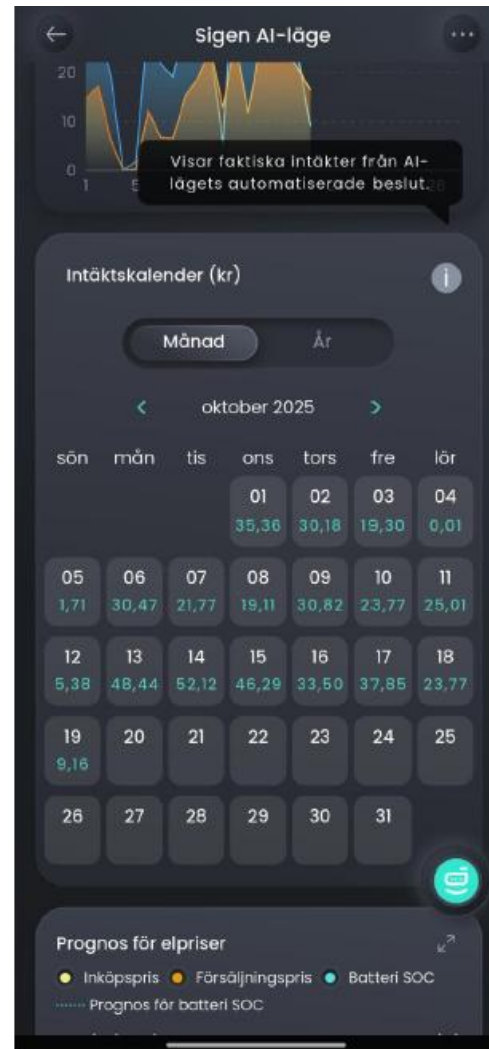 Sigen AI-läge
20
10
0
1
5
28
Visar faktiska intäkter från AI-
lägets automatiserade beslut.
Intäktskalender (kr)
Månad År
oktober 2025
sön mån tis ons tors fre lör
01 02 03 04
35,36 30,18 19,30 0,01
05 06 07 08 09 10 11
1,71 30,47 21,77 19,11 30,82 23,77 25,01
12 13 14 15 16 17 18
5,38 48,44 52,12 46,29 33,50 37,85 23,77
19 20 21 22 23 24 25
9,16
26 27 28 29 30 31
Prognos för elpriser
Inköpspris Försäljningspris Batteri SOC
Prognos för batteri SOC